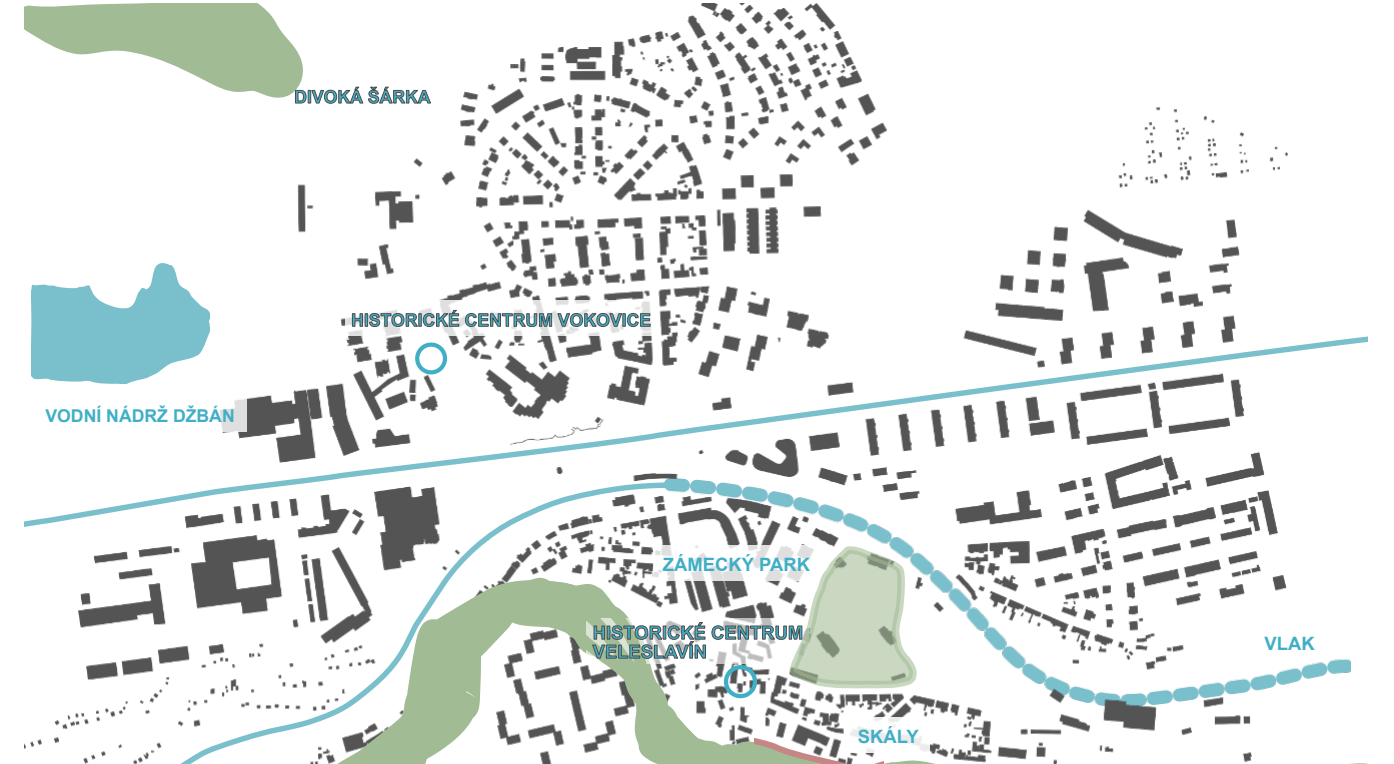 DIVOKÁ ŠÁRKA
HISTORICKÉ CENTRUM VOKOVICE
VODNÍ NÁDRŽ DŽBÁN
ZÁMECKÝ PARK
HISTORICKÉ CENTRUM
VELESLAVÍN
VLAK
SKÁLY